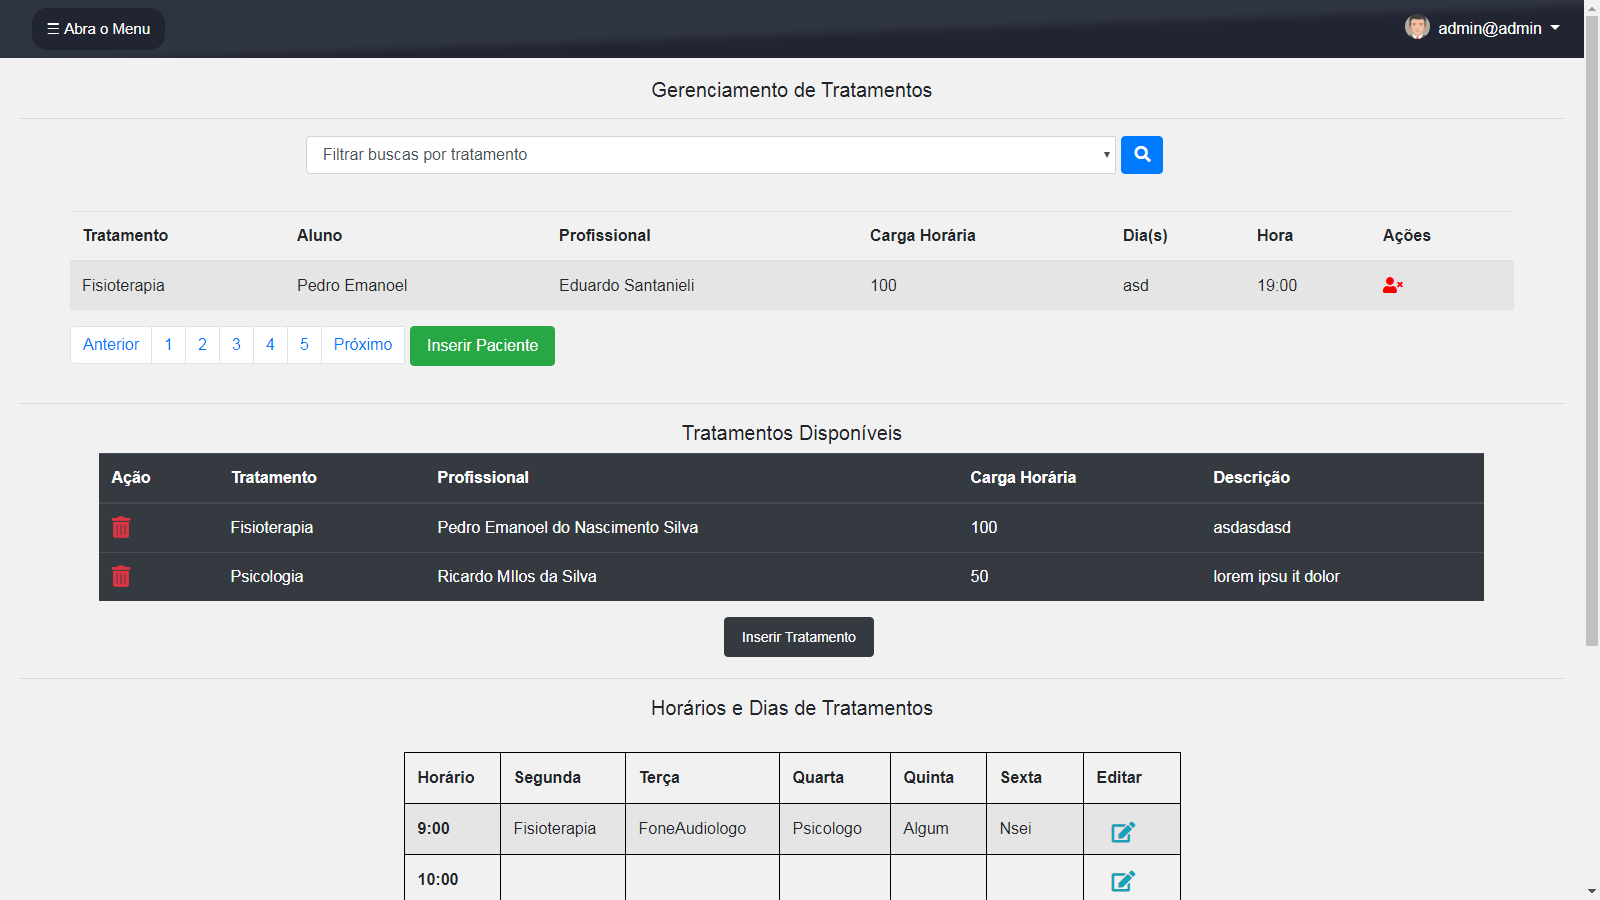 ☰ Abra o Menu
admin@admin
Gerenciamento de Tratamentos
Filtrar buscas por tratamento
Tratamento Aluno Profissional Carga Horária Dia(s) Hora Ações
Fisioterapia Pedro Emanoel Eduardo Santanieli 100 asd 19:00
Anterior 1 2 3 4 5 Próximo Inserir Paciente
Tratamentos Disponíveis
Ação Tratamento Profissional Carga Horária Descrição
Fisioterapia Pedro Emanoel do Nascimento Silva 100 asdasdasd
Psicologia Ricardo MIlos da Silva 50 lorem ipsu it dolor
Inserir Tratamento
Horários e Dias de Tratamentos
Horário Segunda Terça Quarta Quinta Sexta Editar
9:00 Fisioterapia FoneAudiologo Psicologo Algum Nsei
10:00